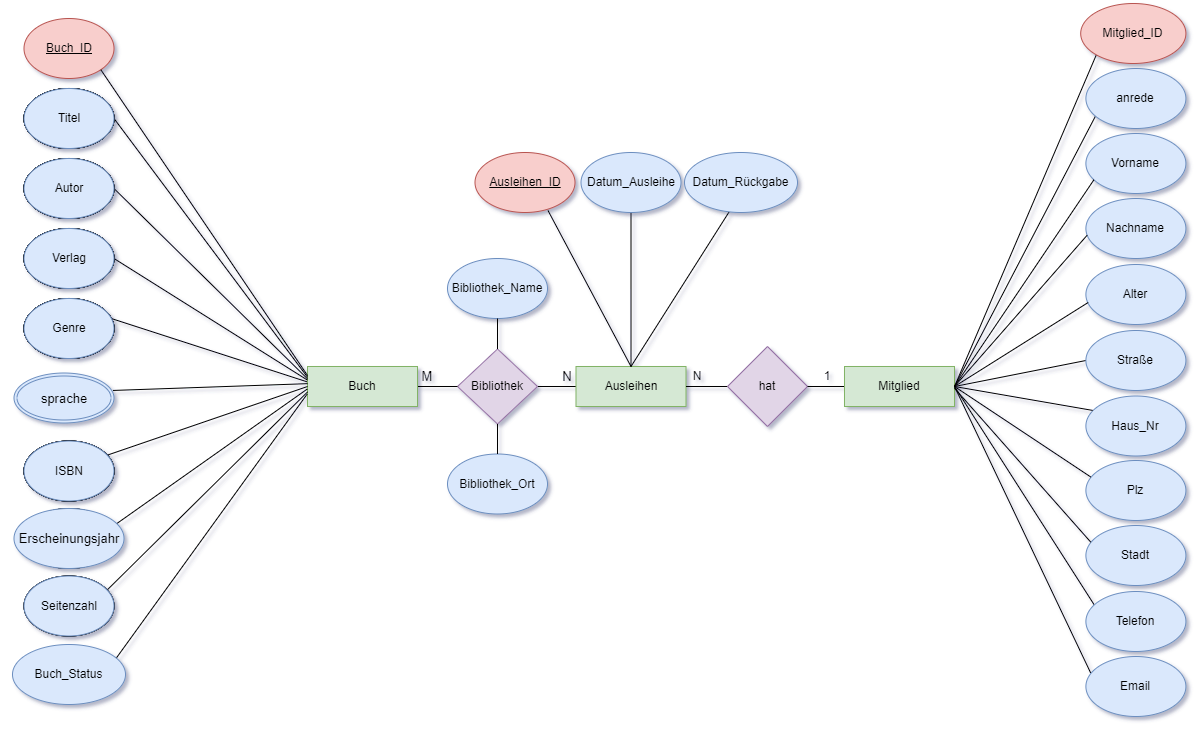 Buch_ID
Titel
Autor
Verlag
Genre
sprache
ISBN
Erscheinungsjahr
Seitenzahl
Buch_Status
Buch
M
Bibliothek_Name
Bibliothek
Bibliothek_Ort
N
Ausleihen_ID
Datum_Ausleihe
Datum_Rückgabe
Ausleihen
N
hat
1
Mitglied
Mitglied_ID
anrede
Vorname
Nachname
Alter
Straße
Haus_Nr
Plz
Stadt
Telefon
Email